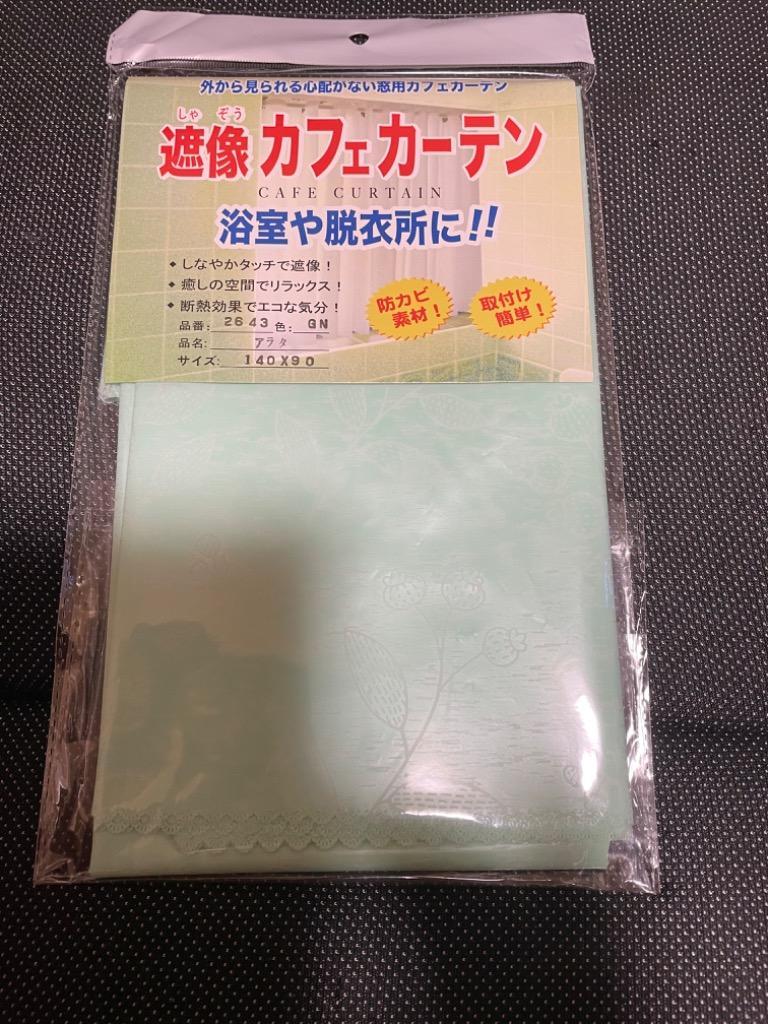 外から見られる心配がない窓用カフェカーテン
しゃ ぞう
遮像カフェカーテン
CAFE CURTAIN
浴室や脱衣所に!!
◆ しなやかタッチで遮像！
◆ 癒しの空間でリラックス！
◆ 断熱効果でエコな気分！
防カビ
素材！
取付け
簡単！
品番: 2643 色: GN
品名: アラタ
サイズ: 140X90